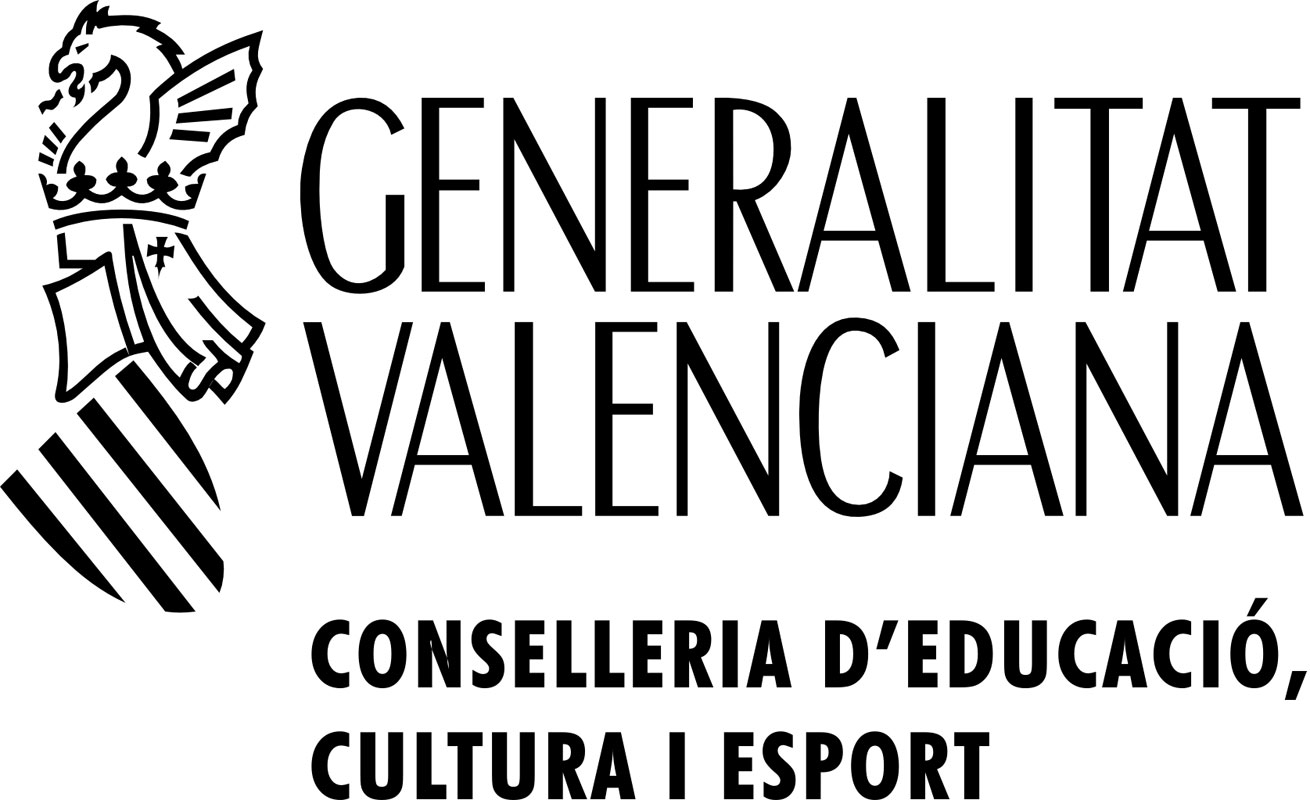 GENERALITAT
VALENCIANA
CONSELLERIA D’EDUCACIÓ,
CULTURA I ESPORT